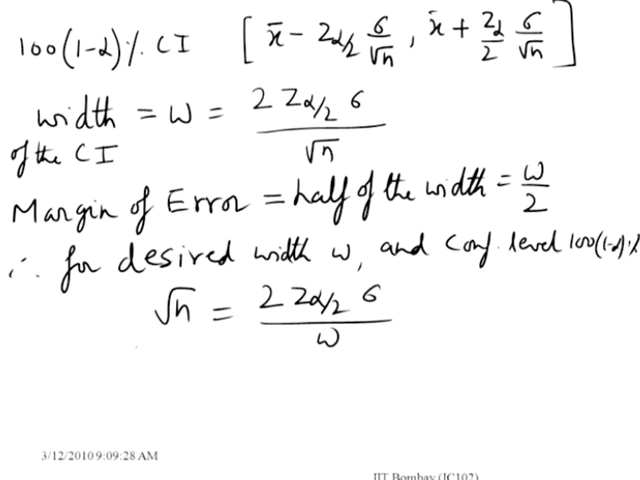 100(1-α)% CI [ x̄ - zα/2 σ/√n , x̄ + zα/2 σ/√n ]
width = w = 2 zα/2 σ / √n
of the CI
Margin of Error = half of the width = w/2
∴ for desired width w, and conf. level 100(1-α)%
√n = 2 zα/2 σ / w
3/12/2010 9:09:28 AM
IIT Bombay (IC102)